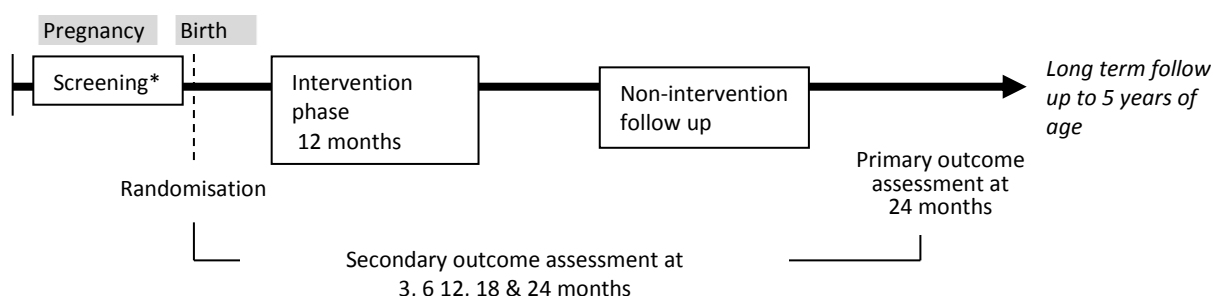 Pregnancy
Birth
Screening*
Intervention
phase
12 months
Non-intervention
follow up
Long term follow
up to 5 years of
age
Randomisation
Primary outcome
assessment at
24 months
Secondary outcome assessment at
3, 6 12, 18 & 24 months